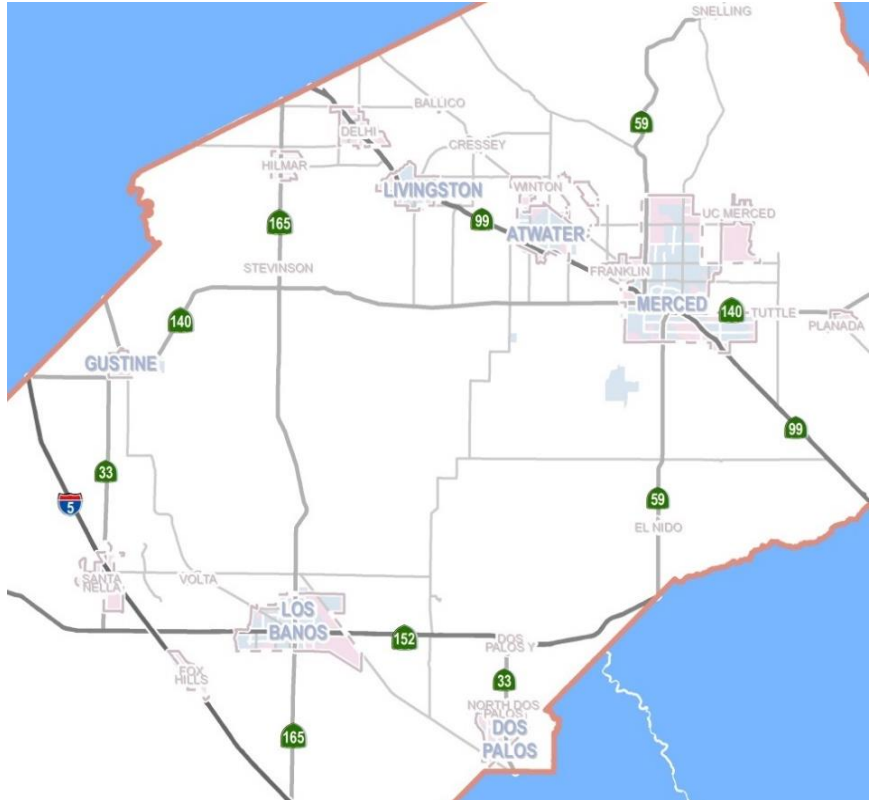 SNELLING
BALLICO
59
DELHI
CRESSEY
HILMAR
LIVINGSTON
WINTON
165
99
UC MERCED
ATWATER
STEVINSON
FRANKLIN
MERCED
140
140
TUTTLE
PLANADA
GUSTINE
99
33
5
59
EL NIDO
SANTA
NELLA
VOLTA
LOS
BANOS
152
DOS
PALOS Y
FOX
HILLS
33
NORTH DOS
PALOS
DOS
PALOS
165